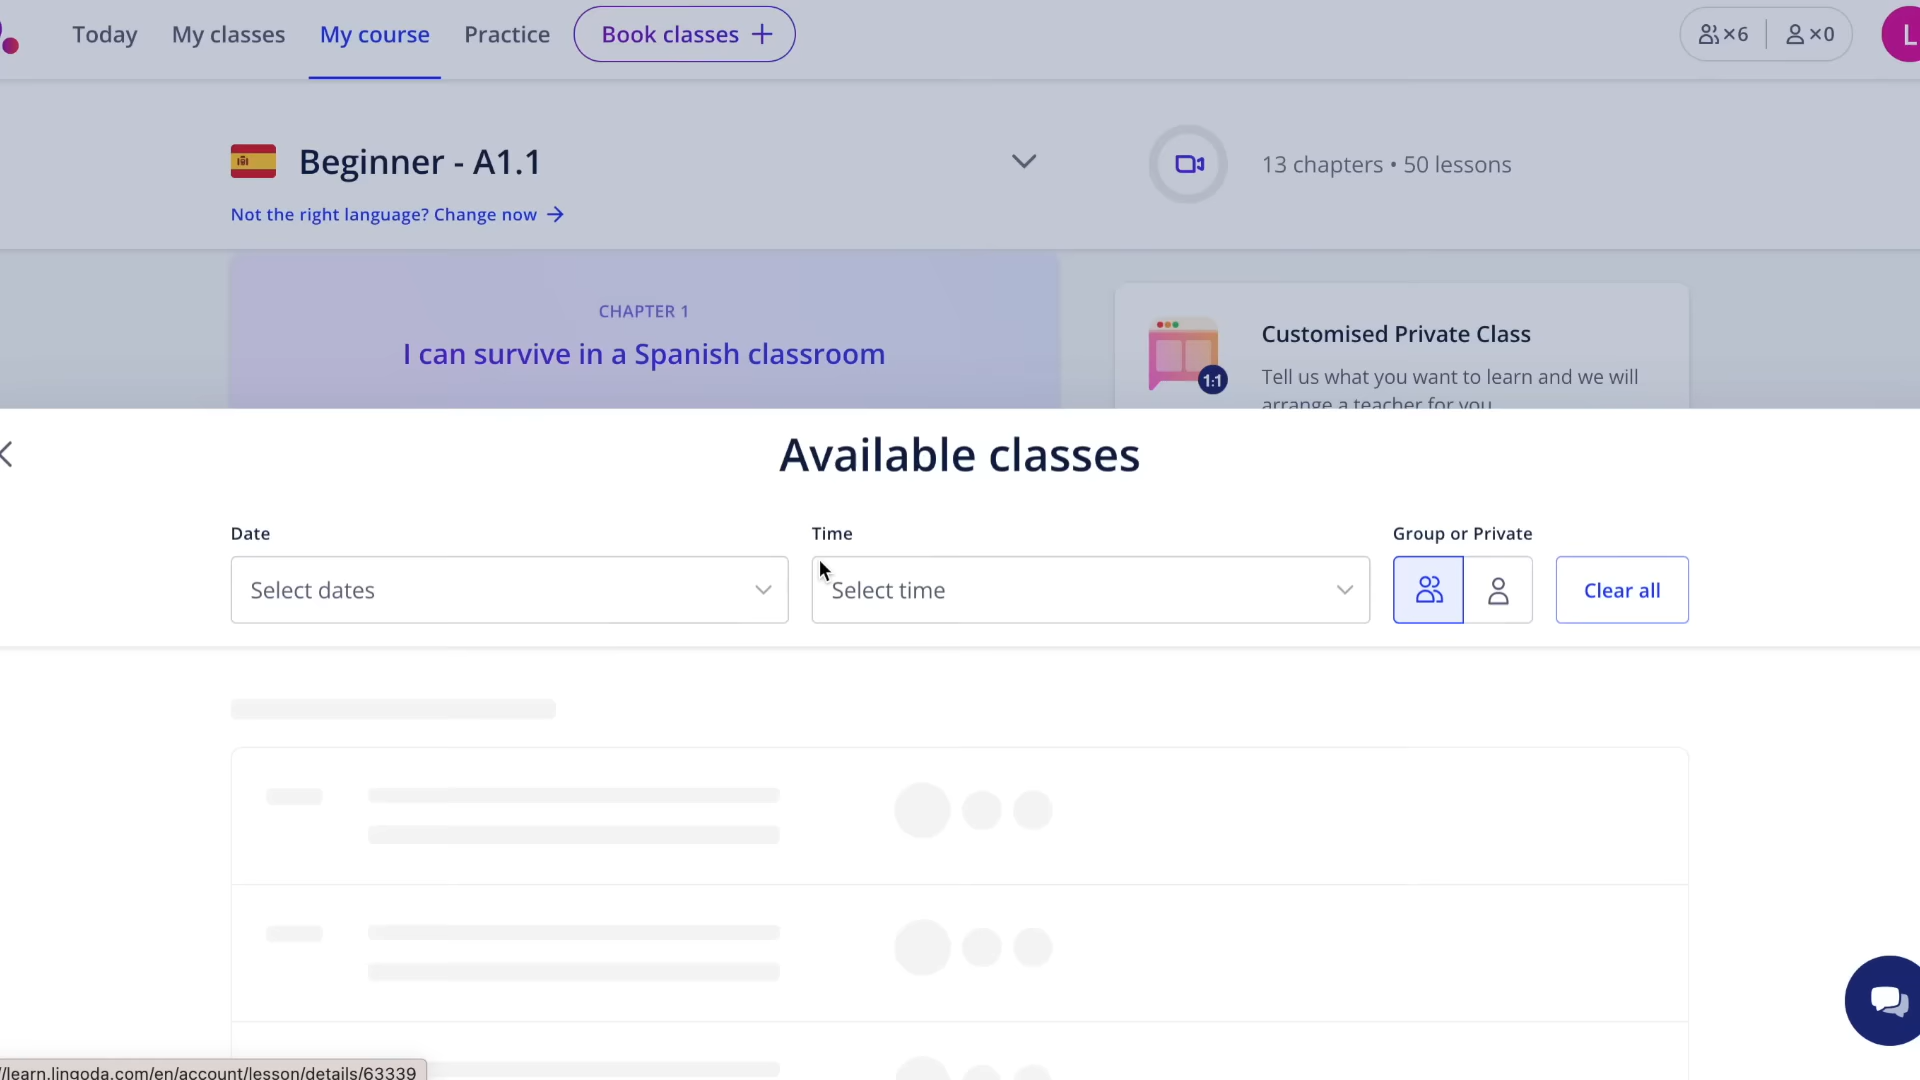 Today My classes My course Practice Book classes + ×6 ×0 L
Beginner - A1.1
13 chapters • 50 lessons
Not the right language? Change now →
CHAPTER 1
I can survive in a Spanish classroom
Customised Private Class
1:1
Tell us what you want to learn and we will
arrange a teacher for you
Available classes
Date Time Group or Private
Select dates Select time Clear all
/learn.lingoda.com/en/account/lesson/details/63339